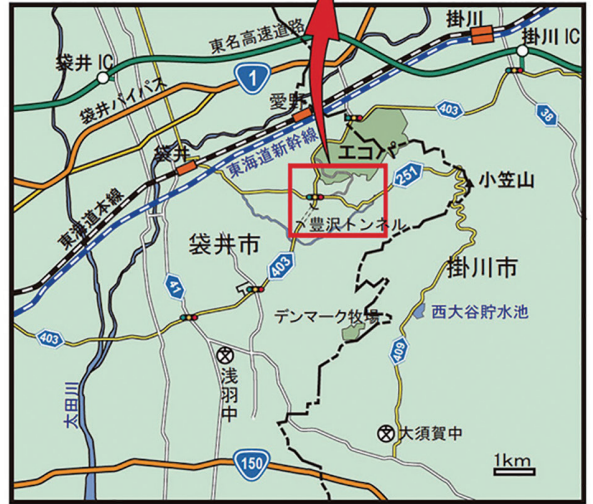 掛川
東名高速道路
掛川 IC
袋井 IC
1
袋井バイパス
愛野
403
38
袋井
東海道新幹線
エコパ
251
小笠山
東海道本線
豊沢トンネル
袋井市
403
掛川市
41
デンマーク牧場
西大谷貯水池
403
409
浅羽中
太田川
大須賀中
150
1km